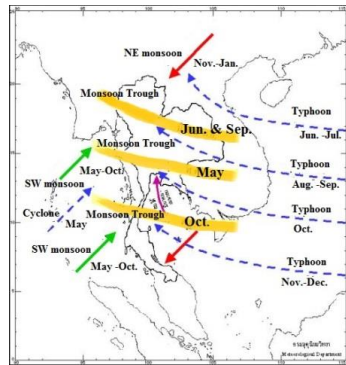 NE monsoon
Nov.-Jan.
Monsoon Trough
Typhoon
Jun. -Jul.
Jun. & Sep.
Monsoon Trough
Typhoon
Aug. -Sep.
May-Oct.
May
SW monsoon
Cyclone
May
Monsoon Trough
Typhoon
Oct.
Oct.
SW monsoon
May -Oct.
Typhoon
Nov.-Dec.
Meteorological Department